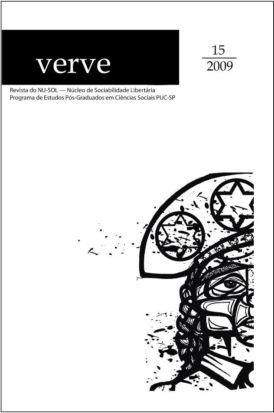 verve
15
2009
Revista do NU-SOL — Núcleo de Sociabilidade Libertária
Programa de Estudos Pós-Graduados em Ciências Sociais PUC-SP